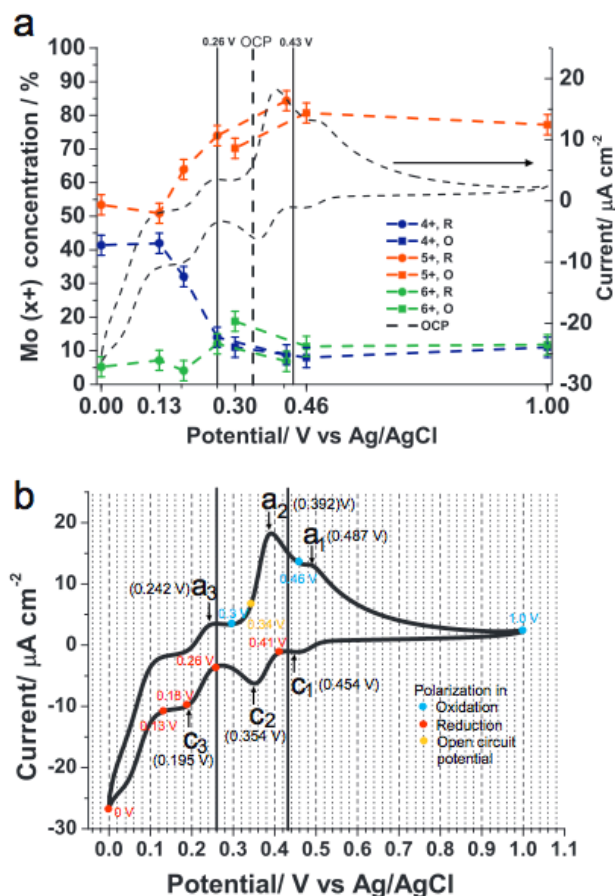 a
0.26 V OCP 0.43 V
100
90
80
70
60
50
40
30
20
10
0
Mo (x+) concentration / %
20
10
0
-10
-20
-30
Current/ μA cm-2
4+, R
4+, O
5+, R
5+, O
6+, R
6+, O
OCP
0.00 0.13 0.30 0.46 1.00
Potential/ V vs Ag/AgCl
b
a2 (0.392)V)
a1 (0.487 V)
(0.242 V) a3
0.46 V
0.3 V
0.34 V
1.0 V
0.41 V
0.26 V
0.18 V
0.13 V
0 V
c1 (0.454 V)
c2
(0.354 V)
c3
(0.195 V)
Polarization in
Oxidation
Reduction
Open circuit
potential
20
10
0
-10
-20
-30
Current/ μA cm-2
0.0 0.1 0.2 0.3 0.4 0.5 0.6 0.7 0.8 0.9 1.0 1.1
Potential/ V vs Ag/AgCl